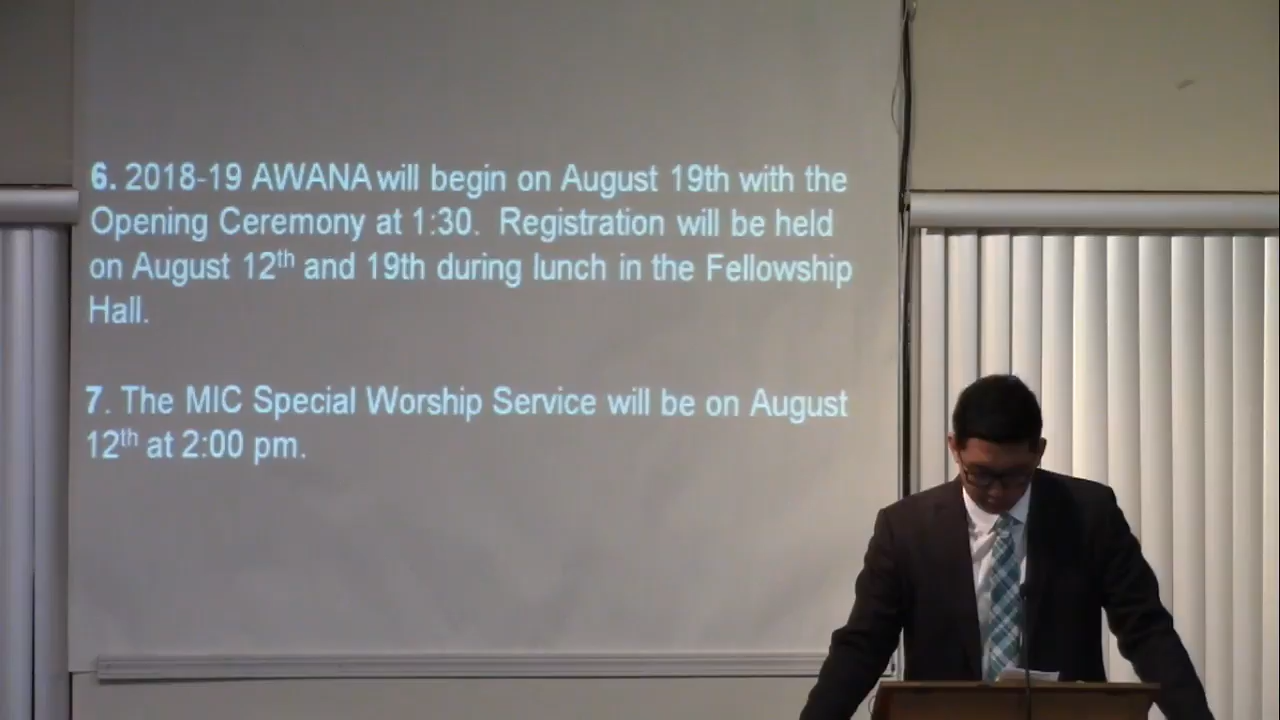 6. 2018-19 AWANA will begin on August 19th with the
Opening Ceremony at 1:30. Registration will be held
on August 12th and 19th during lunch in the Fellowship
Hall.
7. The MIC Special Worship Service will be on August
12th at 2:00 pm.